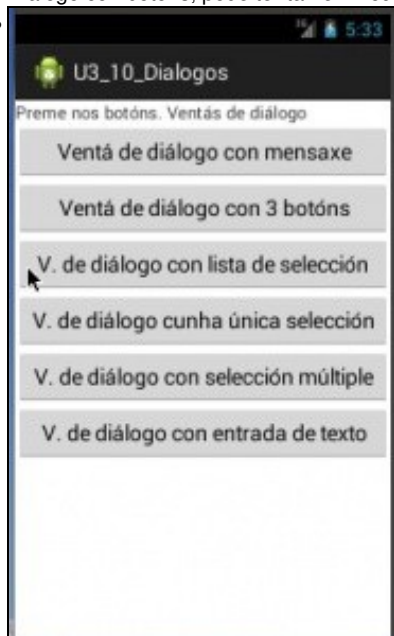 5:33
U3_10_Dialogos
Preme nos botóns. Ventás de diálogo
Ventá de diálogo con mensaxe
Ventá de diálogo con 3 botóns
V. de diálogo con lista de selección
V. de diálogo cunha única selección
V. de diálogo con selección múltiple
V. de diálogo con entrada de texto